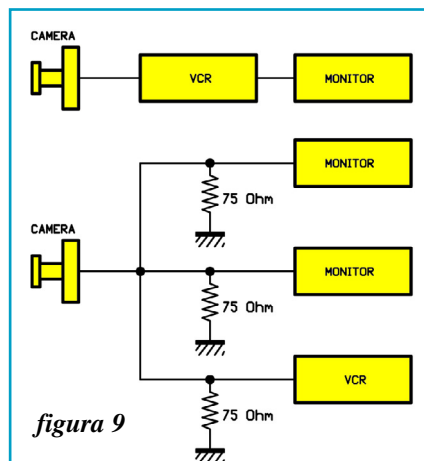 CAMERA
VCR
MONITOR
MONITOR
75 Ohm
CAMERA
MONITOR
75 Ohm
VCR
75 Ohm
figura 9